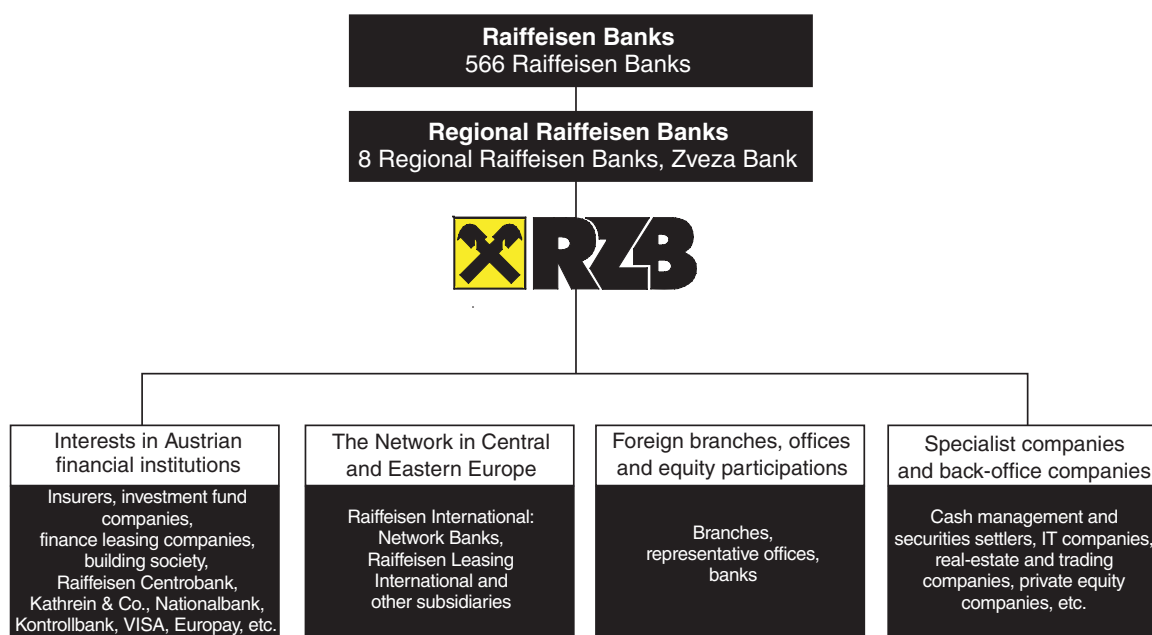 Raiffeisen Banks
566 Raiffeisen Banks
Regional Raiffeisen Banks
8 Regional Raiffeisen Banks, Zveza Bank
RZB
Interests in Austrian
financial institutions
Insurers, investment fund
companies,
finance leasing companies,
building society,
Raiffeisen Centrobank,
Kathrein & Co., Nationalbank,
Kontrollbank, VISA, Europay, etc.
The Network in Central
and Eastern Europe
Raiffeisen International:
Network Banks,
Raiffeisen Leasing
International and
other subsidiaries
Foreign branches, offices
and equity participations
Branches,
representative offices,
banks
Specialist companies
and back-office companies
Cash management and
securities settlers, IT companies,
real-estate and trading
companies, private equity
companies, etc.